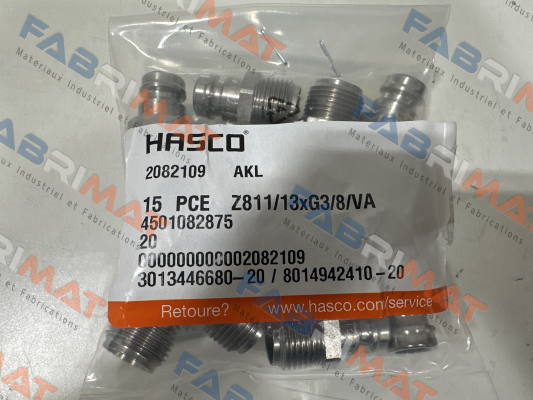 HASCO®
2082109 AKL
15 PCE Z811/13xG3/8/VA
4501082875
20
000000000002082109
3013446680-20 / 8014942410-20
Retoure? www.hasco.com/service
FABRIMAT
Materiaux Industriel et Fabrication